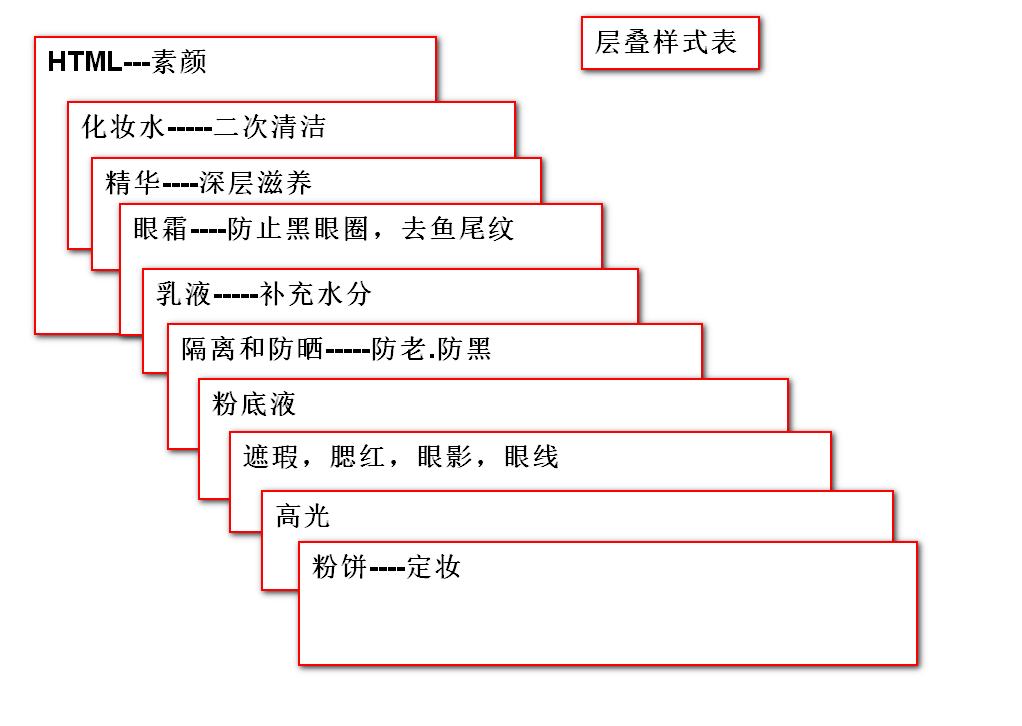 层叠样式表
HTML---素颜
化妆水-----二次清洁
精华----深层滋养
眼霜----防止黑眼圈，去鱼尾纹
乳液-----补充水分
隔离和防晒-----防老.防黑
粉底液
遮瑕，腮红，眼影，眼线
高光
粉饼----定妆